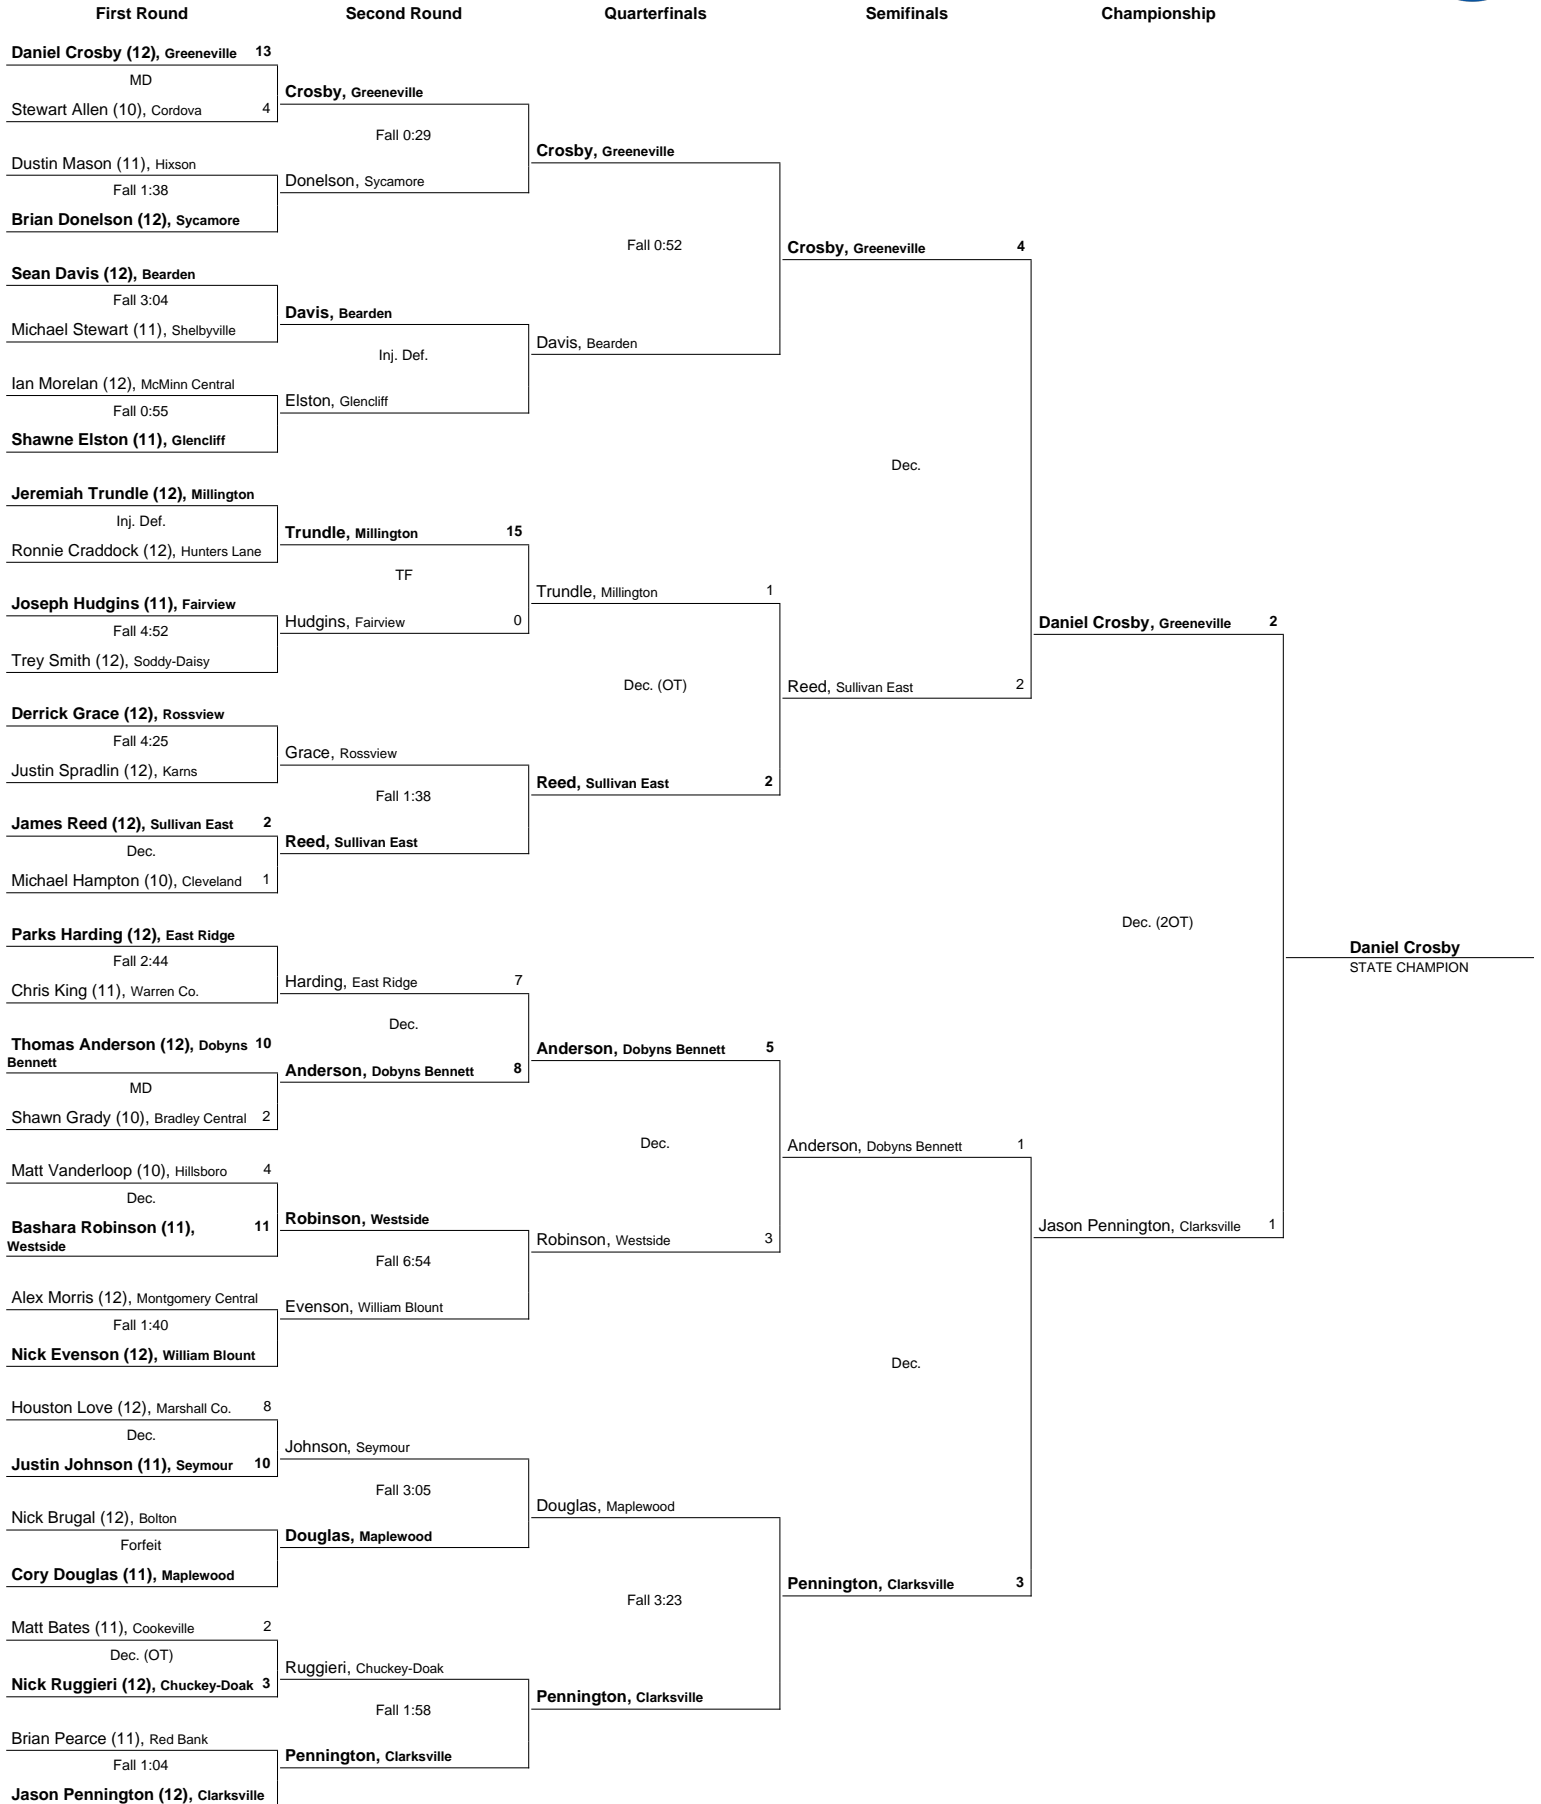 First Round Second Round Quarterfinals Semifinals Championship
Daniel Crosby (12), Greeneville 13
MD
Stewart Allen (10), Cordova 4
Dustin Mason (11), Hixson
Fall 1:38
Brian Donelson (12), Sycamore
Sean Davis (12), Bearden
Fall 3:04
Michael Stewart (11), Shelbyville
Ian Morelan (12), McMinn Central
Fall 0:55
Shawne Elston (11), Glencliff
Jeremiah Trundle (12), Millington
Inj. Def.
Ronnie Craddock (12), Hunters Lane
Joseph Hudgins (11), Fairview
Fall 4:52
Trey Smith (12), Soddy-Daisy
Derrick Grace (12), Rossview
Fall 4:25
Justin Spradlin (12), Karns
James Reed (12), Sullivan East 2
Dec.
Michael Hampton (10), Cleveland 1
Parks Harding (12), East Ridge
Fall 2:44
Chris King (11), Warren Co.
Thomas Anderson (12), Dobyns 10
Bennett
MD
Shawn Grady (10), Bradley Central 2
Matt Vanderloop (10), Hillsboro 4
Dec.
Bashara Robinson (11), 11
Westside
Alex Morris (12), Montgomery Central
Fall 1:40
Nick Evenson (12), William Blount
Houston Love (12), Marshall Co. 8
Dec.
Justin Johnson (11), Seymour 10
Nick Brugal (12), Bolton
Forfeit
Cory Douglas (11), Maplewood
Matt Bates (11), Cookeville 2
Dec. (OT)
Nick Ruggieri (12), Chuckey-Doak 3
Brian Pearce (11), Red Bank
Fall 1:04
Jason Pennington (12), Clarksville
Crosby, Greeneville
Fall 0:29
Donelson, Sycamore
Davis, Bearden
Inj. Def.
Elston, Glencliff
Trundle, Millington 15
TF
Hudgins, Fairview 0
Grace, Rossview
Fall 1:38
Reed, Sullivan East
Harding, East Ridge 7
Dec.
Anderson, Dobyns Bennett 8
Robinson, Westside
Fall 6:54
Evenson, William Blount
Johnson, Seymour
Fall 3:05
Douglas, Maplewood
Ruggieri, Chuckey-Doak
Fall 1:58
Pennington, Clarksville
Crosby, Greeneville
Fall 0:52
Davis, Bearden
Trundle, Millington 1
Dec. (OT)
Reed, Sullivan East 2
Anderson, Dobyns Bennett 5
Dec.
Robinson, Westside 3
Douglas, Maplewood
Fall 3:23
Pennington, Clarksville
Crosby, Greeneville 4
Dec.
Reed, Sullivan East 2
Anderson, Dobyns Bennett 1
Dec.
Pennington, Clarksville 3
Daniel Crosby, Greeneville 2
Dec. (2OT)
Jason Pennington, Clarksville 1
Daniel Crosby
STATE CHAMPION